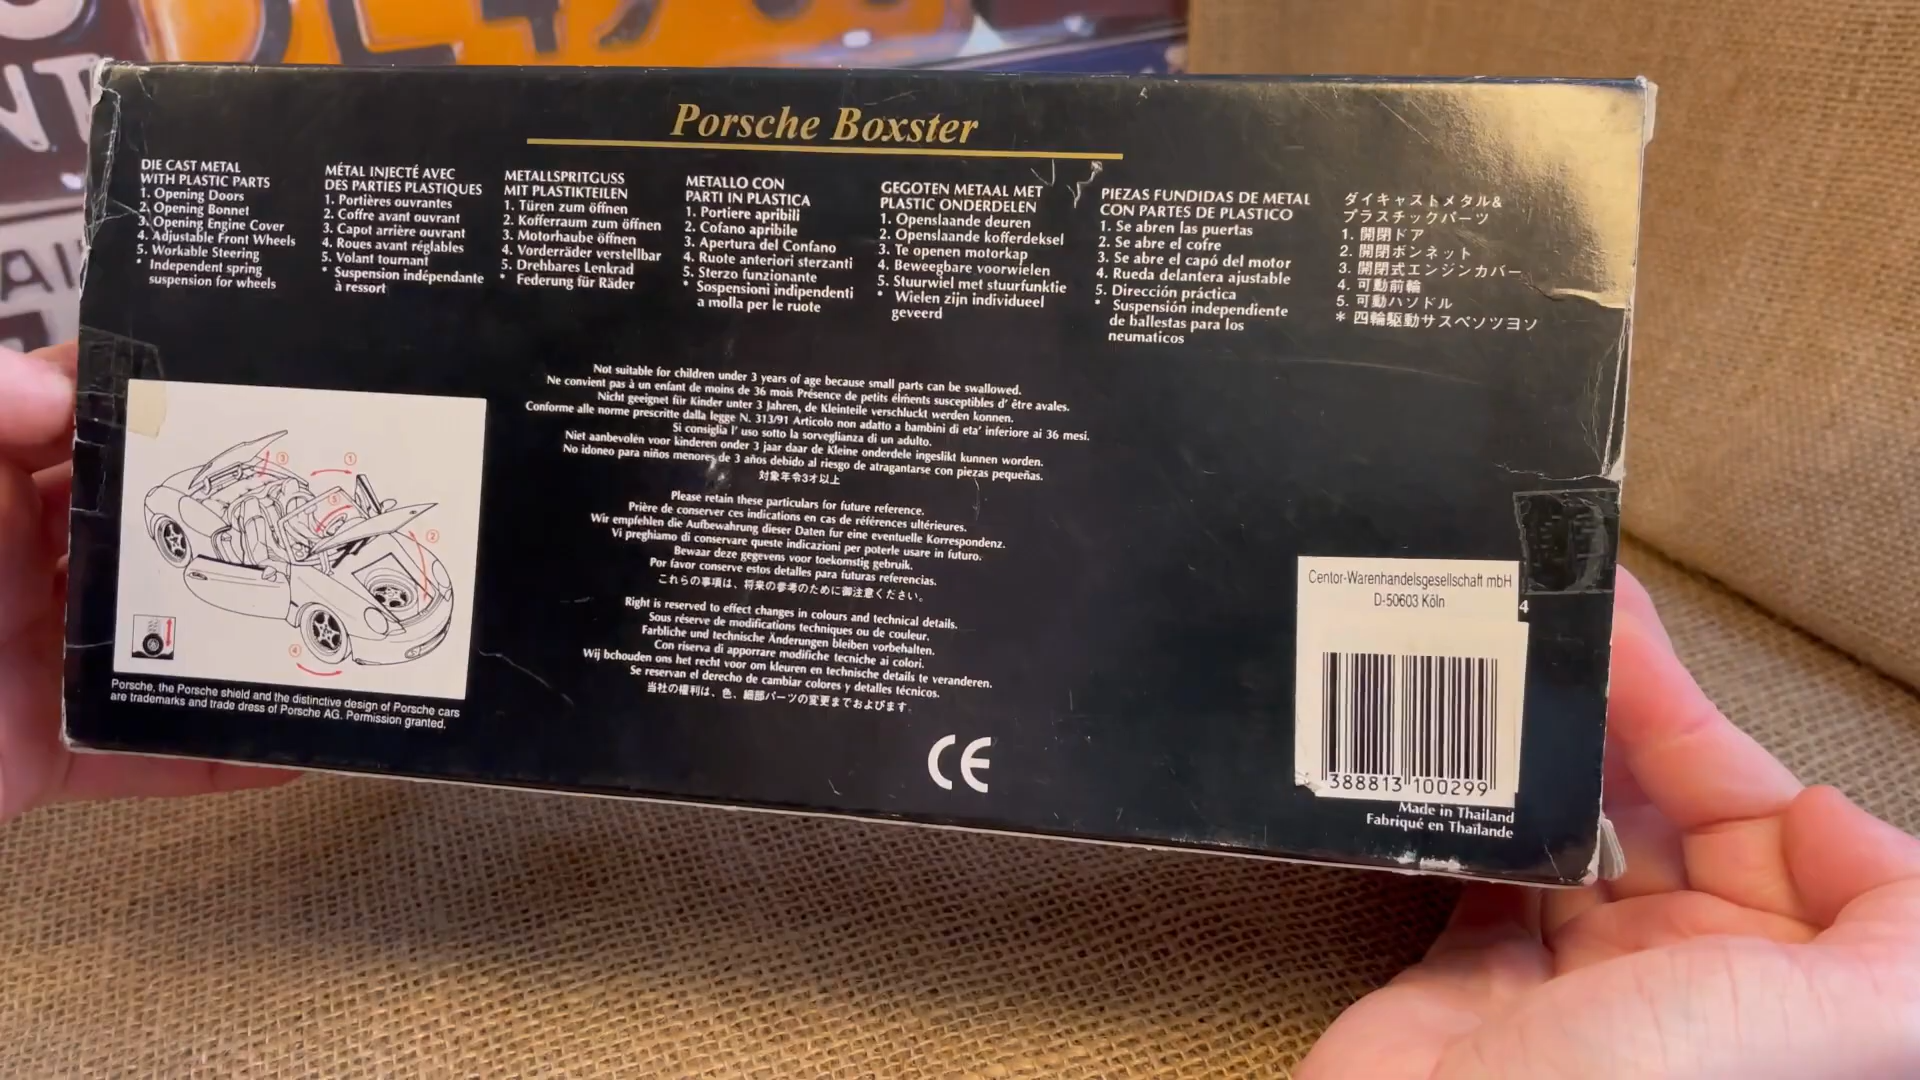 Porsche Boxster
DIE CAST METAL
WITH PLASTIC PARTS
1. Opening Doors
2. Opening Bonnet
3. Opening Engine Cover
4. Adjustable Front Wheels
5. Workable Steering
* Independent spring
suspension for wheels
MÉTAL INJECTÉ AVEC
DES PARTIES PLASTIQUES
1. Portières ouvrantes
2. Coffre avant ouvrant
3. Capot arrière ouvrant
4. Roues avant réglables
5. Volant tournant
* Suspension indépendante
à ressort
METALLSPRITGUSS
MIT PLASTIKTEILEN
1. Türen zum öffnen
2. Kofferraum zum öffnen
3. Motorhaube öffnen
4. Vorderräder verstellbar
5. Drehbares Lenkrad
* Federung für Räder
METALLO CON
PARTI IN PLASTICA
1. Portiere apribili
2. Cofano apribile
3. Apertura del Confano
4. Ruote anteriori sterzanti
5. Sterzo funzionante
* Sospensioni indipendenti
a molla per le ruote
GEGOTEN METAAL MET
PLASTIC ONDERDELEN
1. Openslaande deuren
2. Openslaande kofferdeksel
3. Te openen motorkap
4. Beweegbare voorwielen
5. Stuurwiel met stuurfunktie
* Wielen zijn individueel
geveerd
PIEZAS FUNDIDAS DE METAL
CON PARTES DE PLASTICO
1. Se abren las puertas
2. Se abre el cofre
3. Se abre el capó del motor
4. Rueda delantera ajustable
5. Dirección práctica
* Suspensión independiente
de ballestas para los
neumaticos
ダイキャストメタル&
プラスチックパーツ
1. 開閉ドア
2. 開閉ボンネット
3. 開閉式エンジンカバー
4. 可動前輪
5. 可動ハンドル
* 四輪駆動サスペソツヨソ
Not suitable for children under 3 years of age because small parts can be swallowed.
Ne convient pas à un enfant de moins de 36 mois Présence de petits élments susceptibles d' être avales.
Nicht geeignet für Kinder unter 3 Jahren, de Kleinteile verschluckt werden konnen.
Conforme alle norme prescritte dalla legge N. 313/91 Articolo non adatto a bambini di eta' inferiore ai 36 mesi.
Si consiglia l' uso sotto la sorveglianza di un adulto.
Niet aanbevolén voor kinderen onder 3 jaar daar de Kleine onderdele ingeslikt kunnen worden.
No idoneo para niños menores de 3 años debido al riesgo de atragantarse con piezas pequeñas.
対象年令3才以上
Please retain these particulars for future reference.
Prière de conserver ces indications en cas de références ultérieures.
Wir empfehlen die Aufbewahrung dieser Daten fur eine eventuelle Korrespondenz.
Vi preghiamo di conservare queste indicazioni per poterle usare in futuro.
Bewaar deze gegevens voor toekomstig gebruik.
Por favor conserve estos detalles para futuras referencias.
これらの事項は、将来の参考のために御注意ください。
Right is reserved to effect changes in colours and technical details.
Sous réserve de modifications techniques ou de couleur.
Farbliche und technische Änderungen bleiben vorbehalten.
Con riserva di apporrare modifiche tecniche ai colori.
Wij bchouden ons het recht voor om kleuren en technische details te veranderen.
Se reservan el derecho de cambiar colores y detalles técnicos.
当社の権利は、色、細部パーツの変更までおよびます.
3
1
5
2
4
Porsche, the Porsche shield and the distinctive design of Porsche cars
are trademarks and trade dress of Porsche AG. Permission granted.
CE
Centor-Warenhandelsgesellschaft mbH
D-50603 Köln
4
388813 100299
Made in Thailand
Fabriqué en Thaïlande